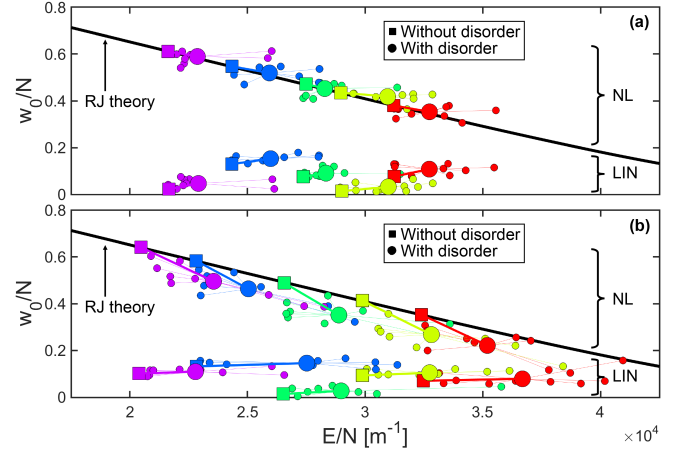 0.8
0.6
0.4
0.2
0
w₀/N
(a)
Without disorder
With disorder
RJ theory
NL
LIN
0.8
0.6
0.4
0.2
0
w₀/N
(b)
Without disorder
With disorder
RJ theory
NL
LIN
2
2.5
3
3.5
4
E/N [m⁻¹]
×10⁴